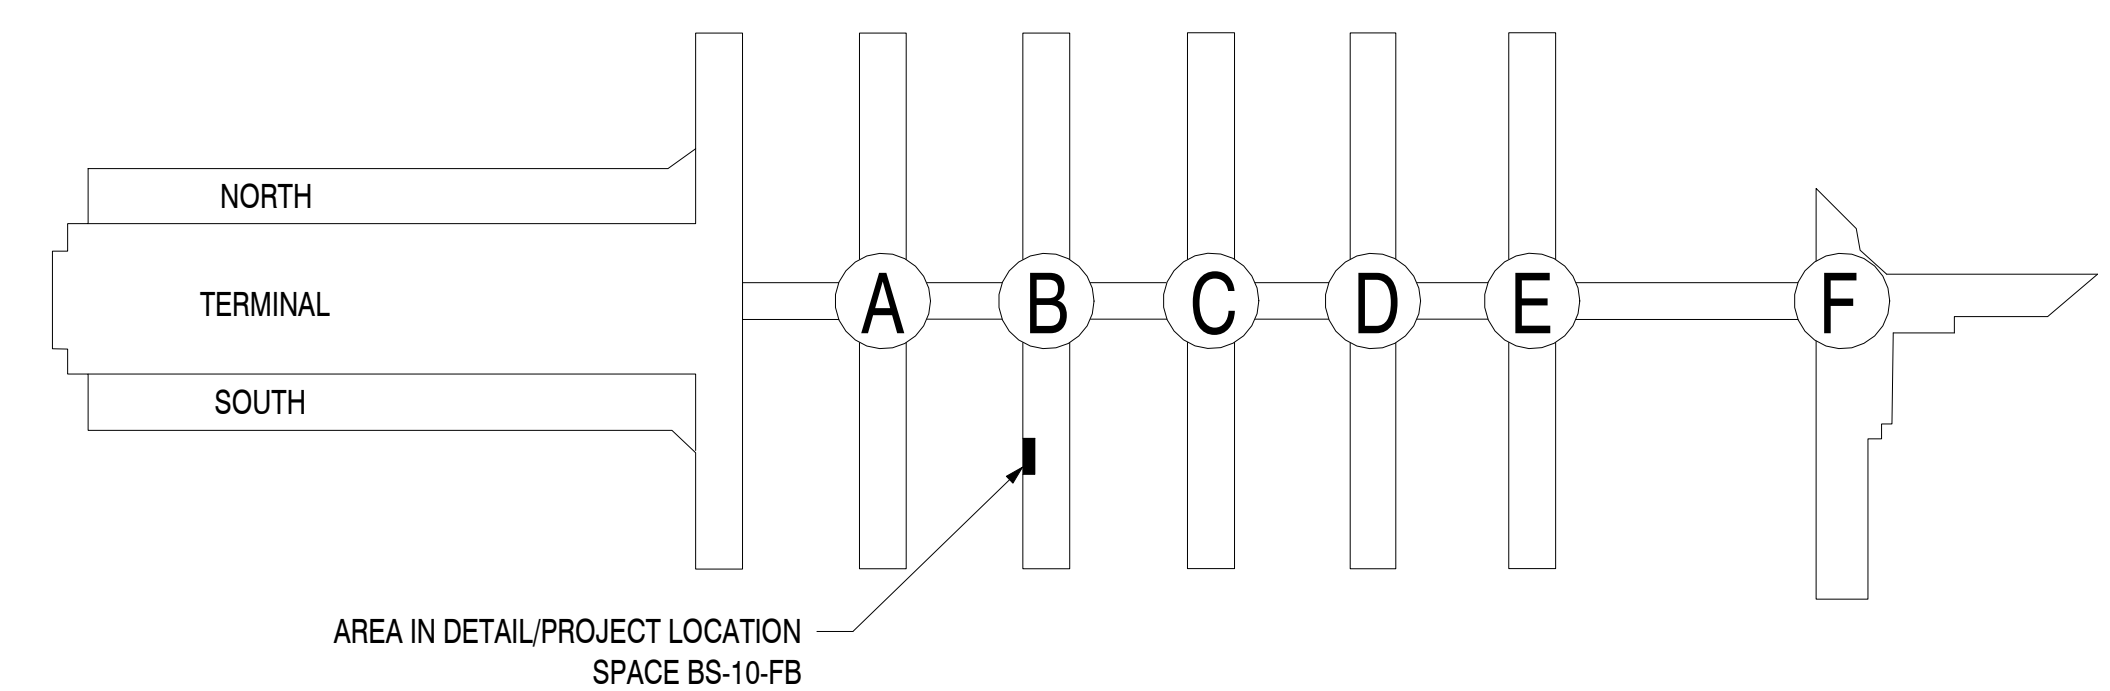 NORTH
TERMINAL
SOUTH
A B C D E F
AREA IN DETAIL/PROJECT LOCATION
SPACE BS-10-FB